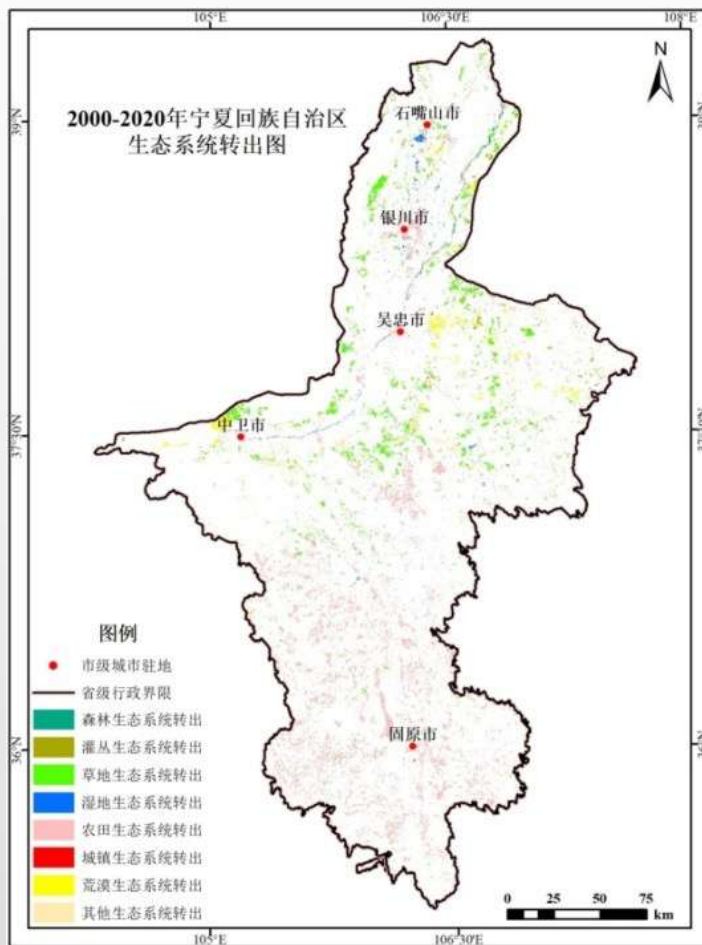 105°E
106°30′E
108°E
N
39°N
39°N
2000-2020年宁夏回族自治区
生态系统转出图
石嘴山市
银川市
吴忠市
中卫市
37°30′N
37°30′N
固原市
36°N
36°N
图例
市级城市驻地
省级行政界限
森林生态系统转出
灌丛生态系统转出
草地生态系统转出
湿地生态系统转出
农田生态系统转出
城镇生态系统转出
荒漠生态系统转出
其他生态系统转出
0 25 50 75
km
105°E
106°30′E